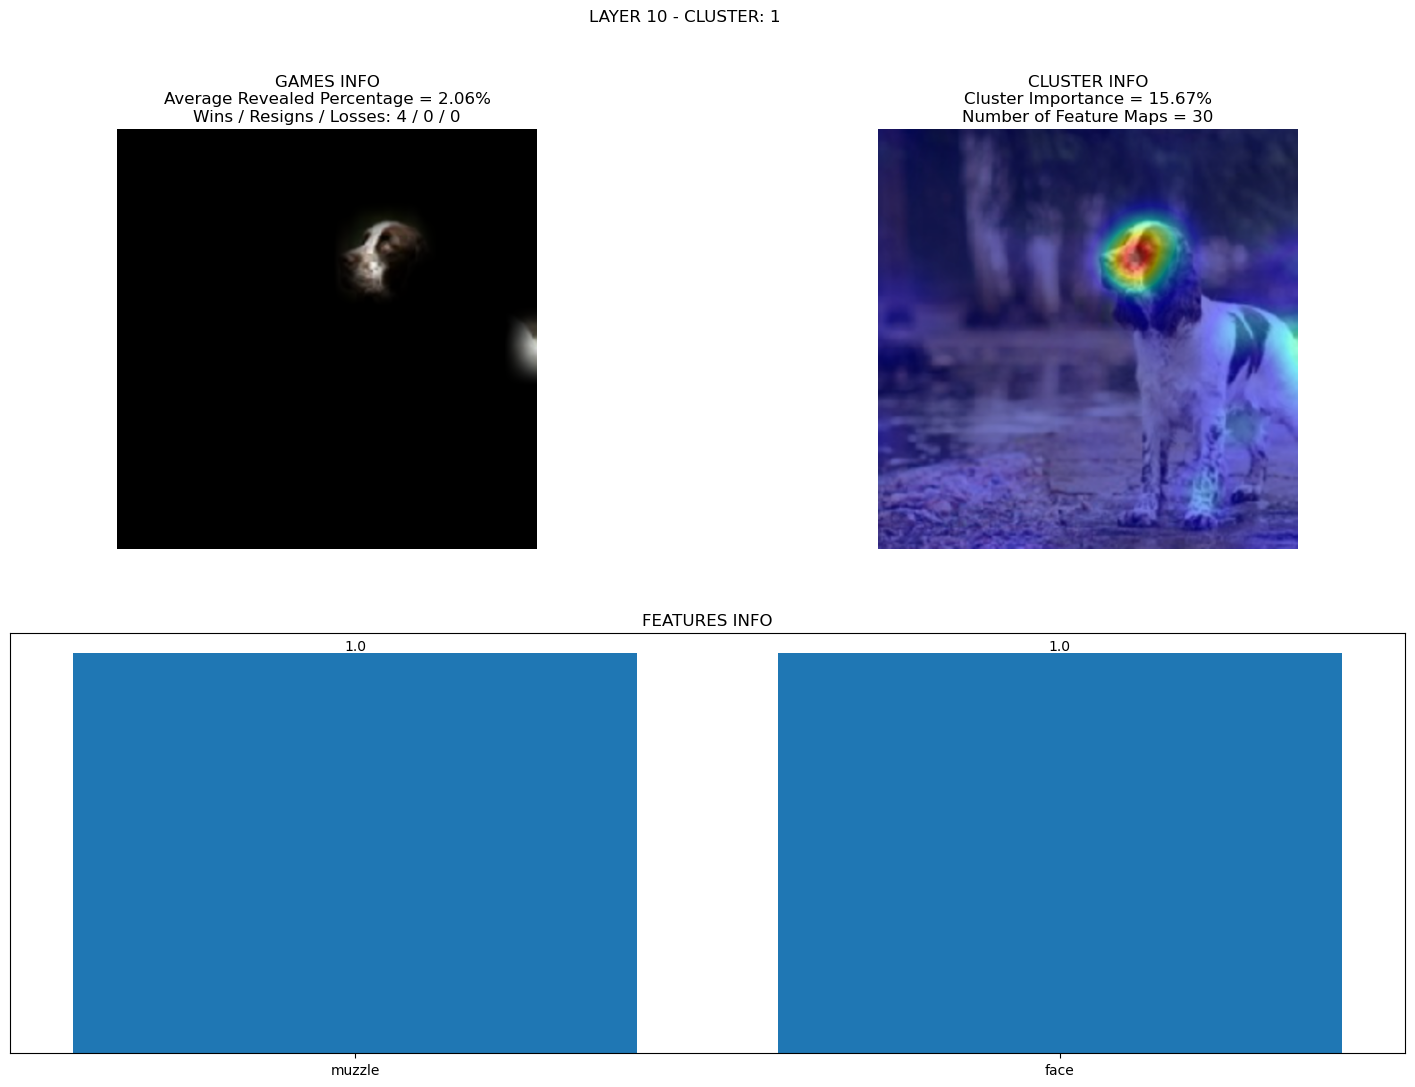 LAYER 10 - CLUSTER: 1
GAMES INFO
Average Revealed Percentage = 2.06%
Wins / Resigns / Losses: 4 / 0 / 0
CLUSTER INFO
Cluster Importance = 15.67%
Number of Feature Maps = 30
FEATURES INFO
1.0
1.0
muzzle
face